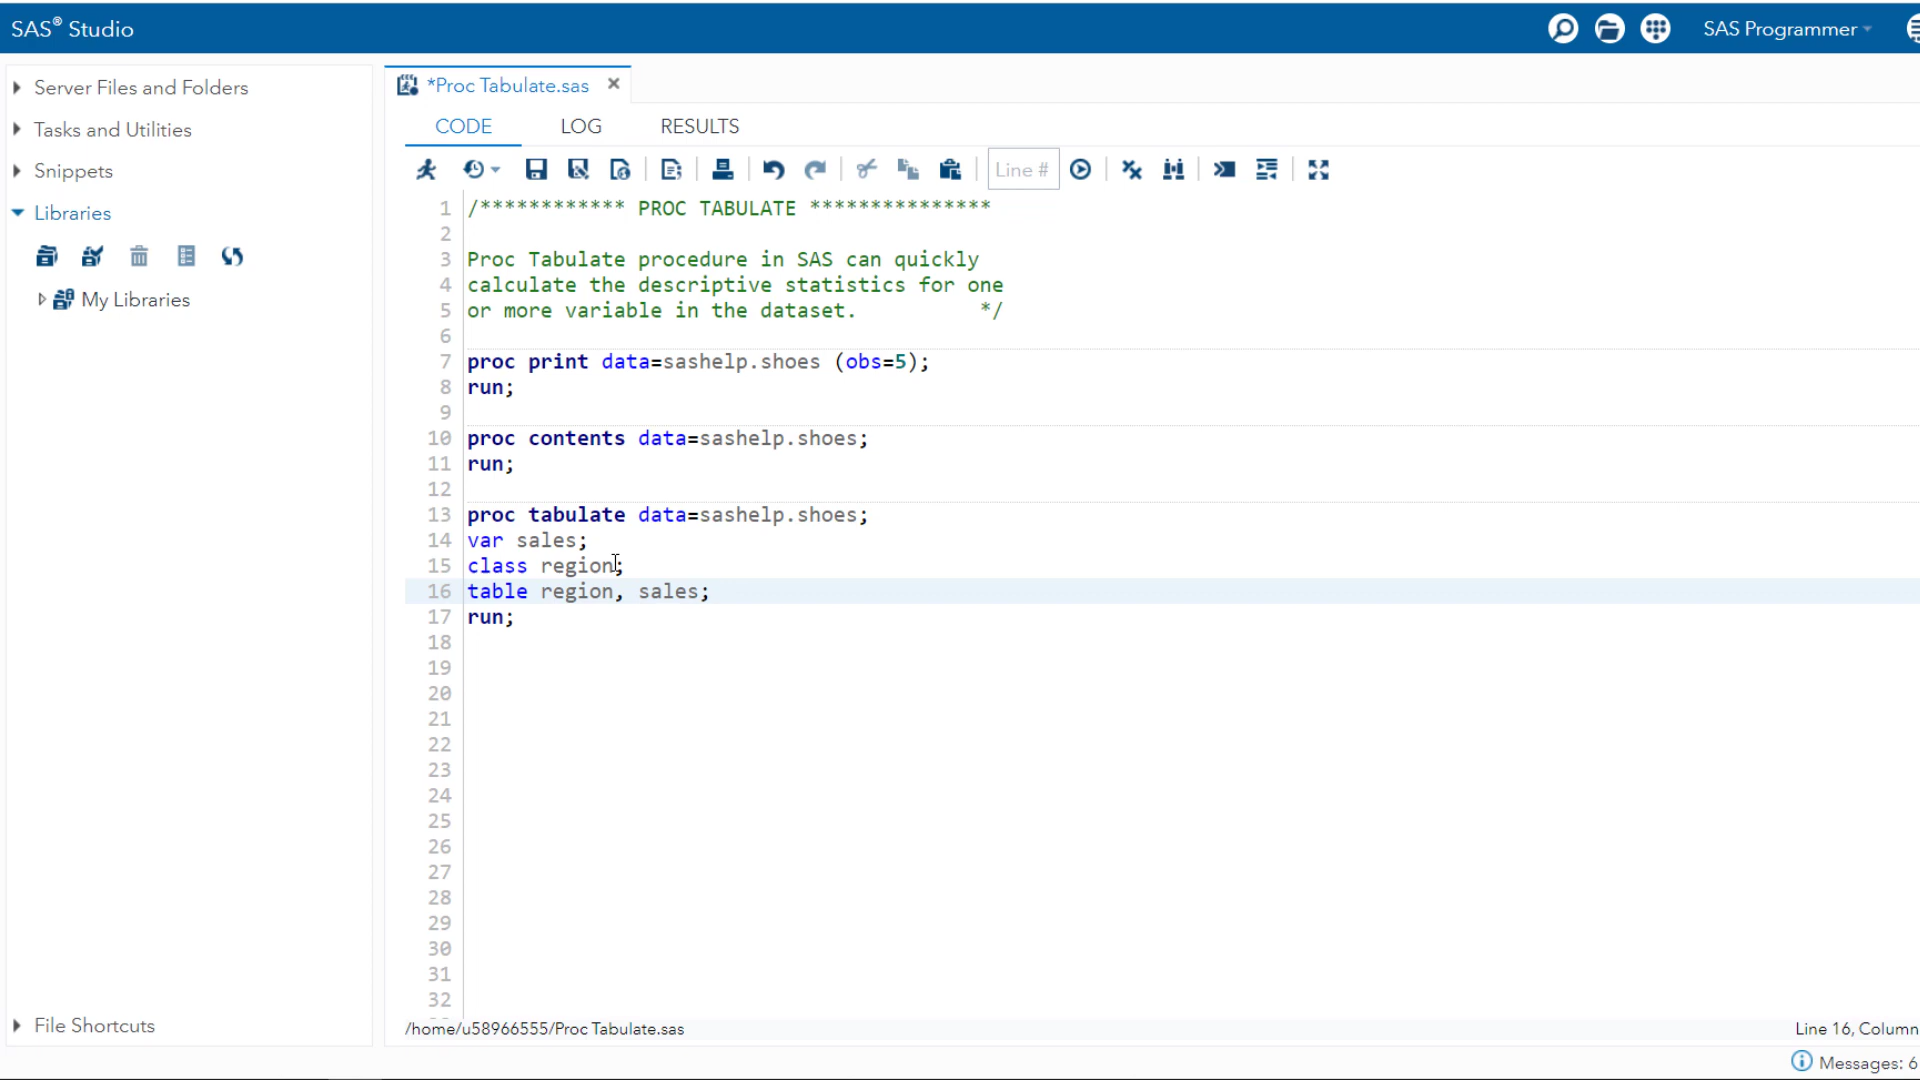 SAS® Studio
SAS Programmer
Server Files and Folders
Tasks and Utilities
Snippets
Libraries
My Libraries
File Shortcuts
*Proc Tabulate.sas
CODE LOG RESULTS
Line #
1 /************ PROC TABULATE ***************
2
3 Proc Tabulate procedure in SAS can quickly
4 calculate the descriptive statistics for one
5 or more variable in the dataset. */
6
7 proc print data=sashelp.shoes (obs=5);
8 run;
9
10 proc contents data=sashelp.shoes;
11 run;
12
13 proc tabulate data=sashelp.shoes;
14 var sales;
15 class region;
16 table region, sales;
17 run;
18
19
20
21
22
23
24
25
26
27
28
29
30
31
32
/home/u58966555/Proc Tabulate.sas
Line 16, Column
Messages: 6